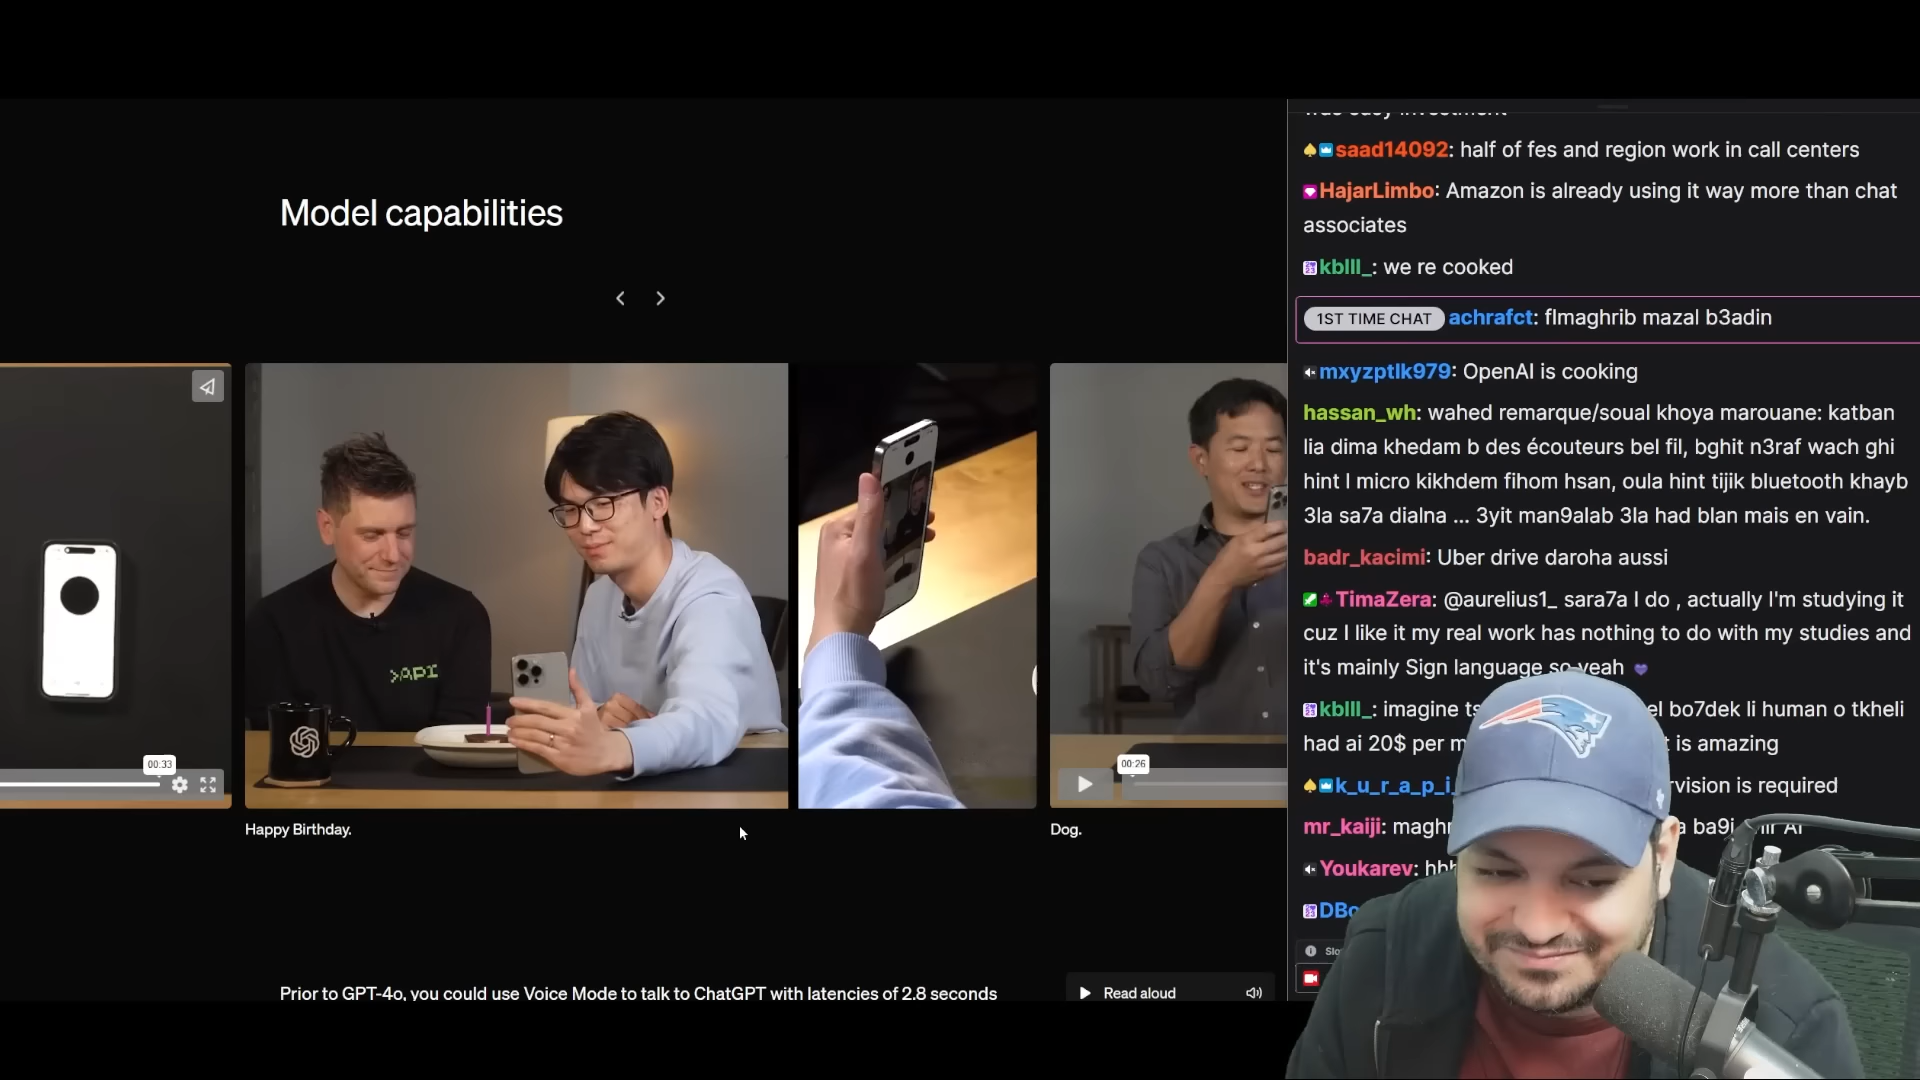 Model capabilities
00:33
>API
Happy Birthday.
00:26
Dog.
Prior to GPT-4o, you could use Voice Mode to talk to ChatGPT with latencies of 2.8 seconds
Read aloud
saad14092: half of fes and region work in call centers
HajarLimbo: Amazon is already using it way more than chat
associates
kblll_: we re cooked
1ST TIME CHAT achrafct: flmaghrib mazal b3adin
mxyzptlk979: OpenAI is cooking
hassan_wh: wahed remarque/soual khoya marouane: katban
lia dima khedam b des écouteurs bel fil, bghit n3raf wach ghi
hint l micro kikhdem fihom hsan, oula hint tijik bluetooth khayb
3la sa7a dialna ... 3yit man9alab 3la had blan mais en vain.
badr_kacimi: Uber drive daroha aussi
TimaZera: @aurelius1_ sara7a I do , actually I'm studying it
cuz I like it my real work has nothing to do with my studies and
it's mainly Sign language so yeah
kblll_: imagine bo7dek li human o tkheli
had ai 20$ per is amazing
k_u_r_a_p_i_ is required
mr_kaiji: ba9i
Youkarev: